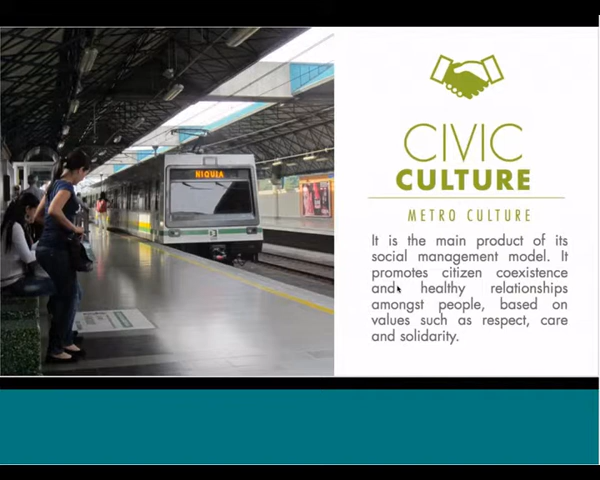 NIQUIA
CIVIC
CULTURE
METRO CULTURE
It is the main product of its
social management model. It
promotes citizen coexistence
and healthy relationships
amongst people, based on
values such as respect, care
and solidarity.